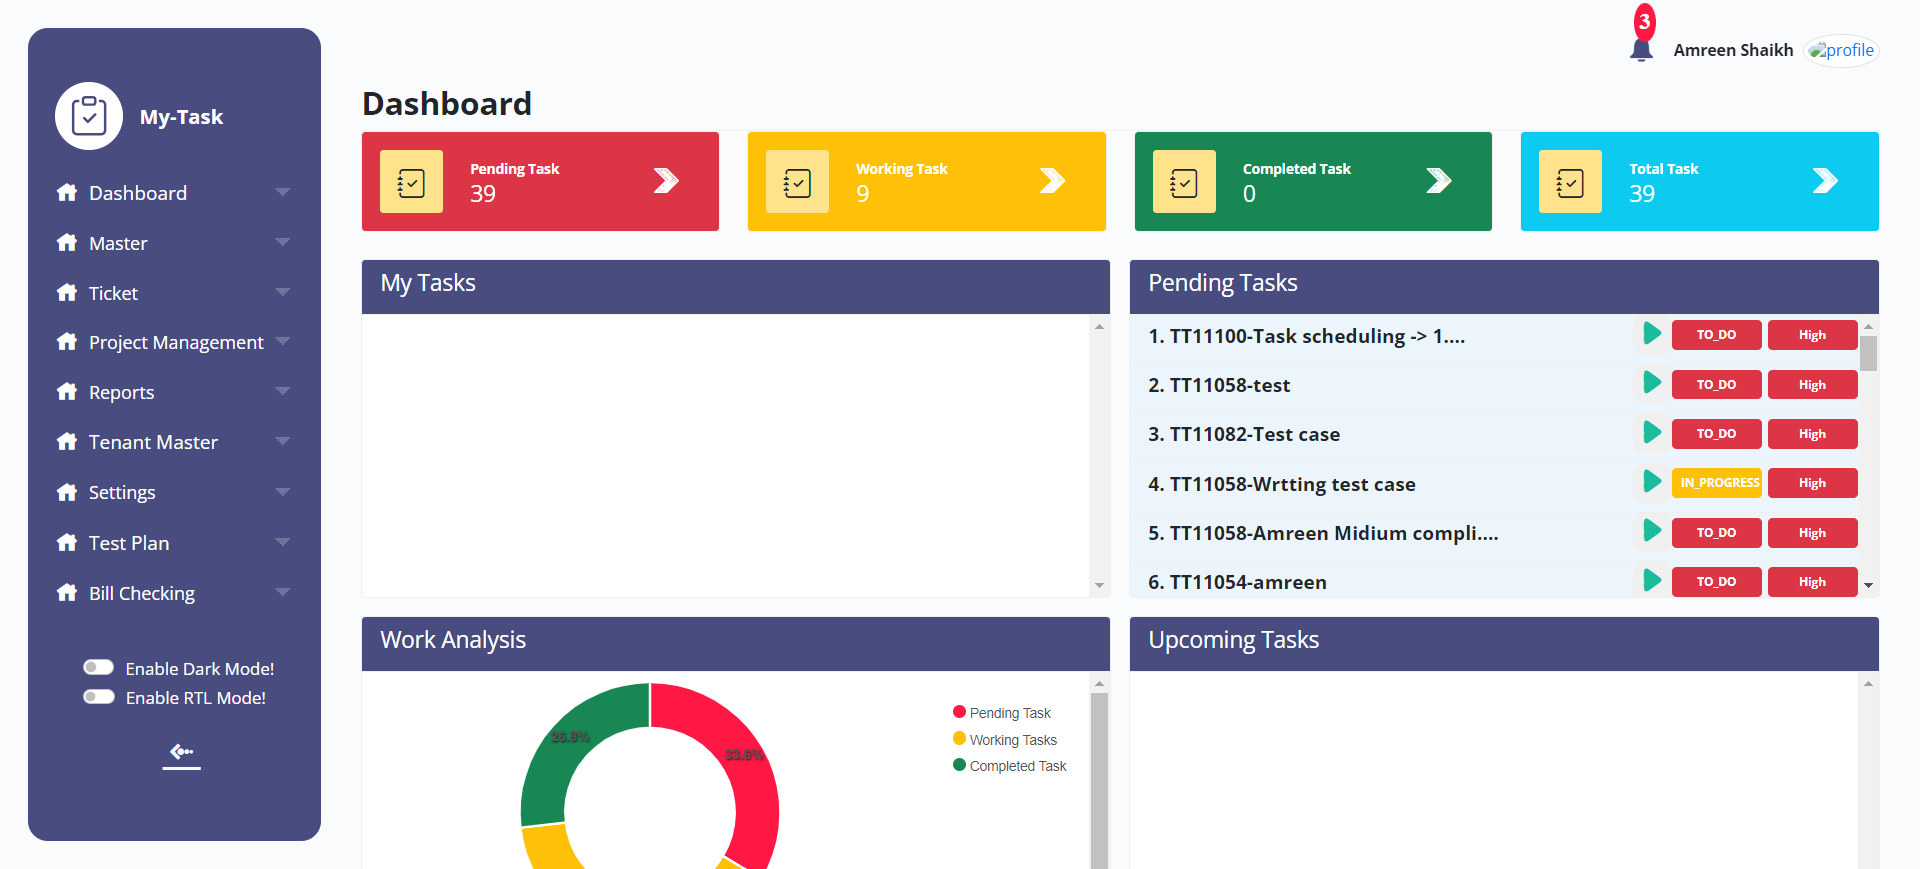 3
Amreen Shaikh
profile
My-Task
Dashboard
Master
Ticket
Project Management
Reports
Tenant Master
Settings
Test Plan
Bill Checking
Enable Dark Mode!
Enable RTL Mode!
Dashboard
Pending Task
39
Working Task
9
Completed Task
0
Total Task
39
My Tasks
Pending Tasks
1. TT11100-Task scheduling -> 1.... TO_DO High
2. TT11058-test TO_DO High
3. TT11082-Test case TO_DO High
4. TT11058-Wrtting test case IN_PROGRESS High
5. TT11058-Amreen Midium compli.... TO_DO High
6. TT11054-amreen TO_DO High
Work Analysis
26.8%
33.6%
Pending Task
Working Tasks
Completed Task
Upcoming Tasks